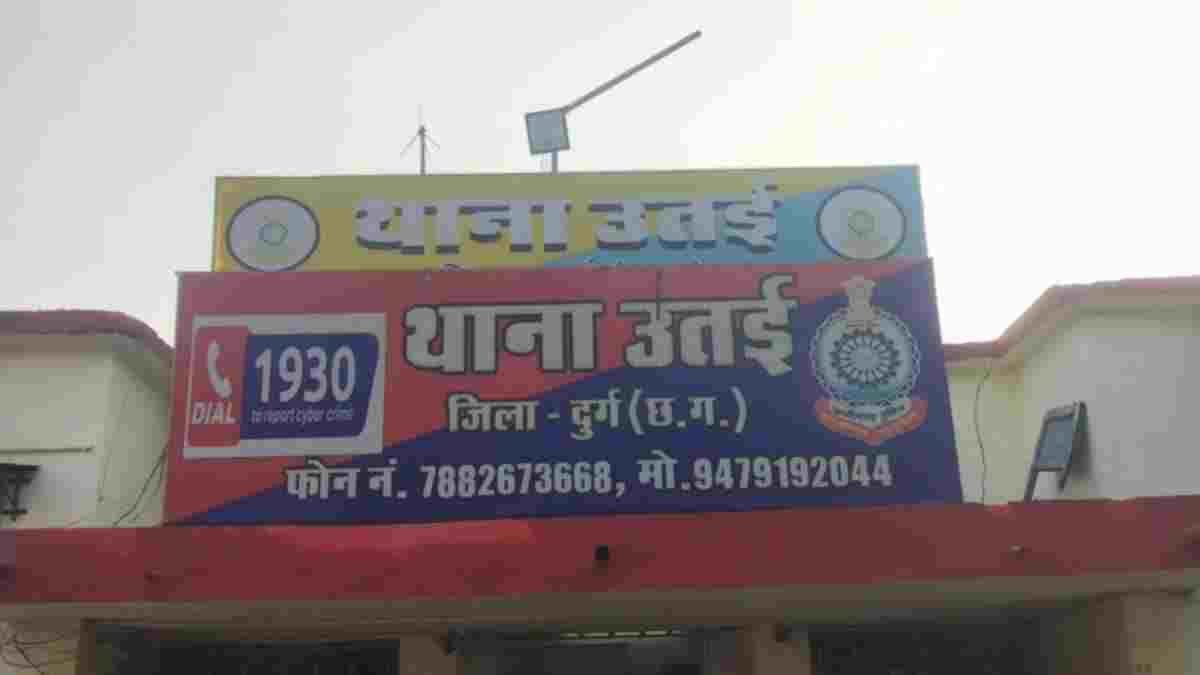 थाना उतई
थाना उतई
DIAL
1930
to report cyber crime
जिला - दुर्ग (छ.ग.)
फोन नं. 7882673668, मो.9479192044